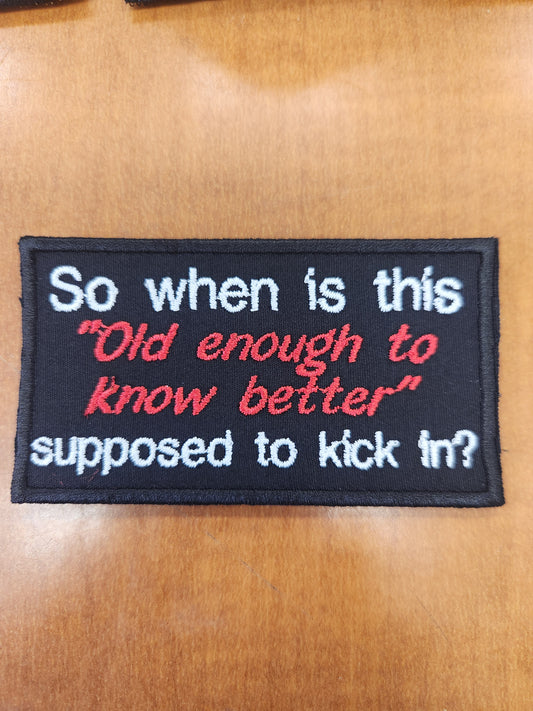 So when is this
"Old enough to
know better"
supposed to kick in?